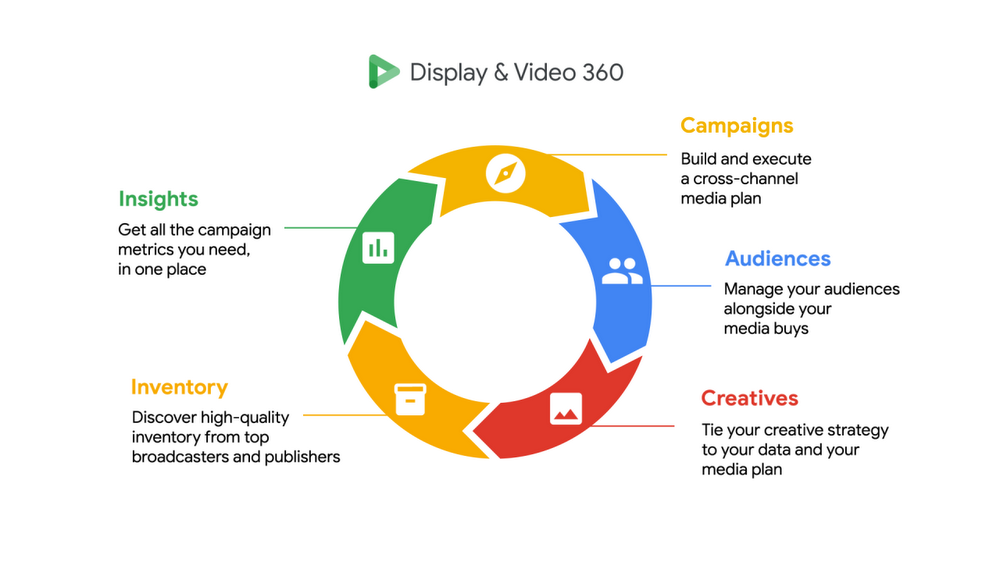 Display & Video 360
Campaigns
Build and execute
a cross-channel
media plan
Audiences
Manage your audiences
alongside your
media buys
Creatives
Tie your creative strategy
to your data and your
media plan
Inventory
Discover high-quality
inventory from top
broadcasters and publishers
Insights
Get all the campaign
metrics you need,
in one place